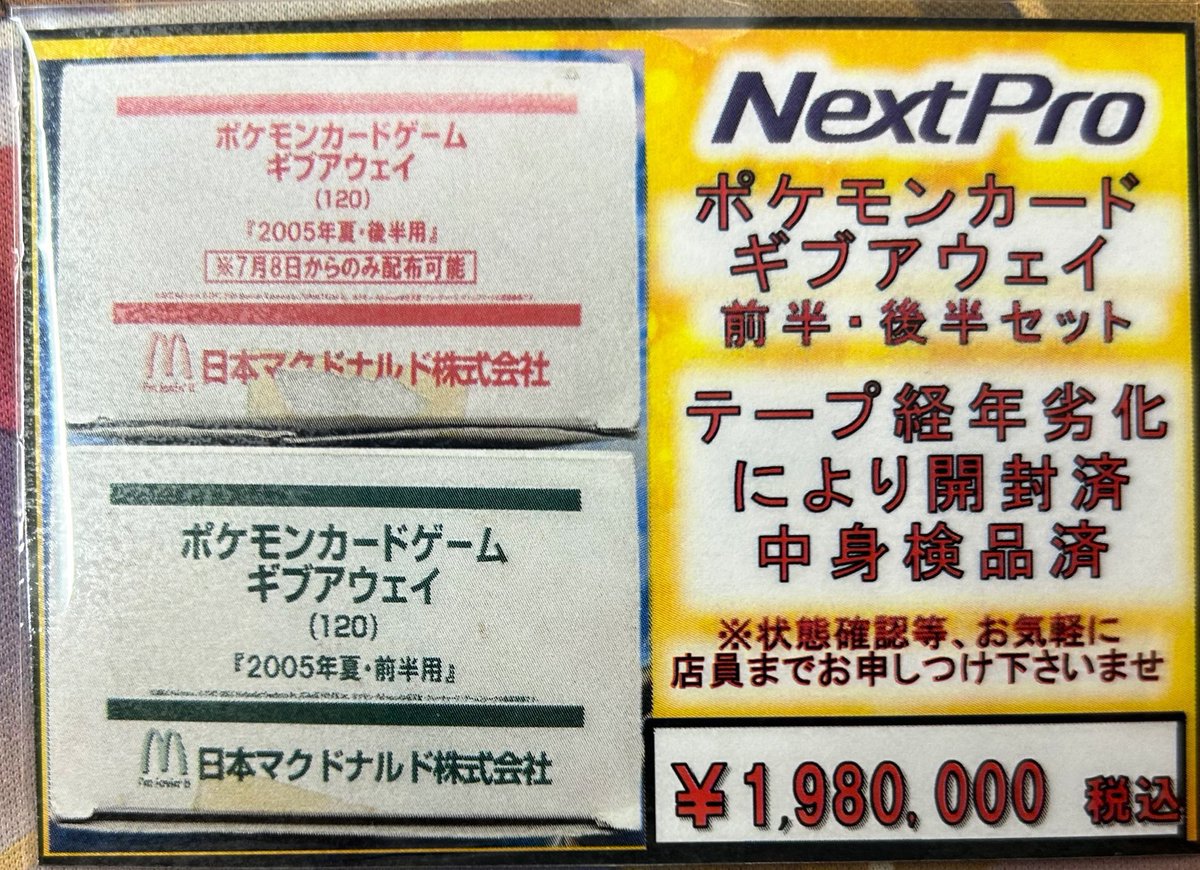 ポケモンカードゲーム
ギブアウェイ
(120)
『2005年夏・後半用』
※7月8日からのみ配布可能
日本マクドナルド株式会社
ポケモンカードゲーム
ギブアウェイ
(120)
『2005年夏・前半用』
日本マクドナルド株式会社
NextPro
ポケモンカード
ギブアウェイ
前半・後半セット
テープ経年劣化
により開封済
中身検品済
※状態確認等、お気軽に
店員までお申しつけ下さいませ
¥1,980,000 税込